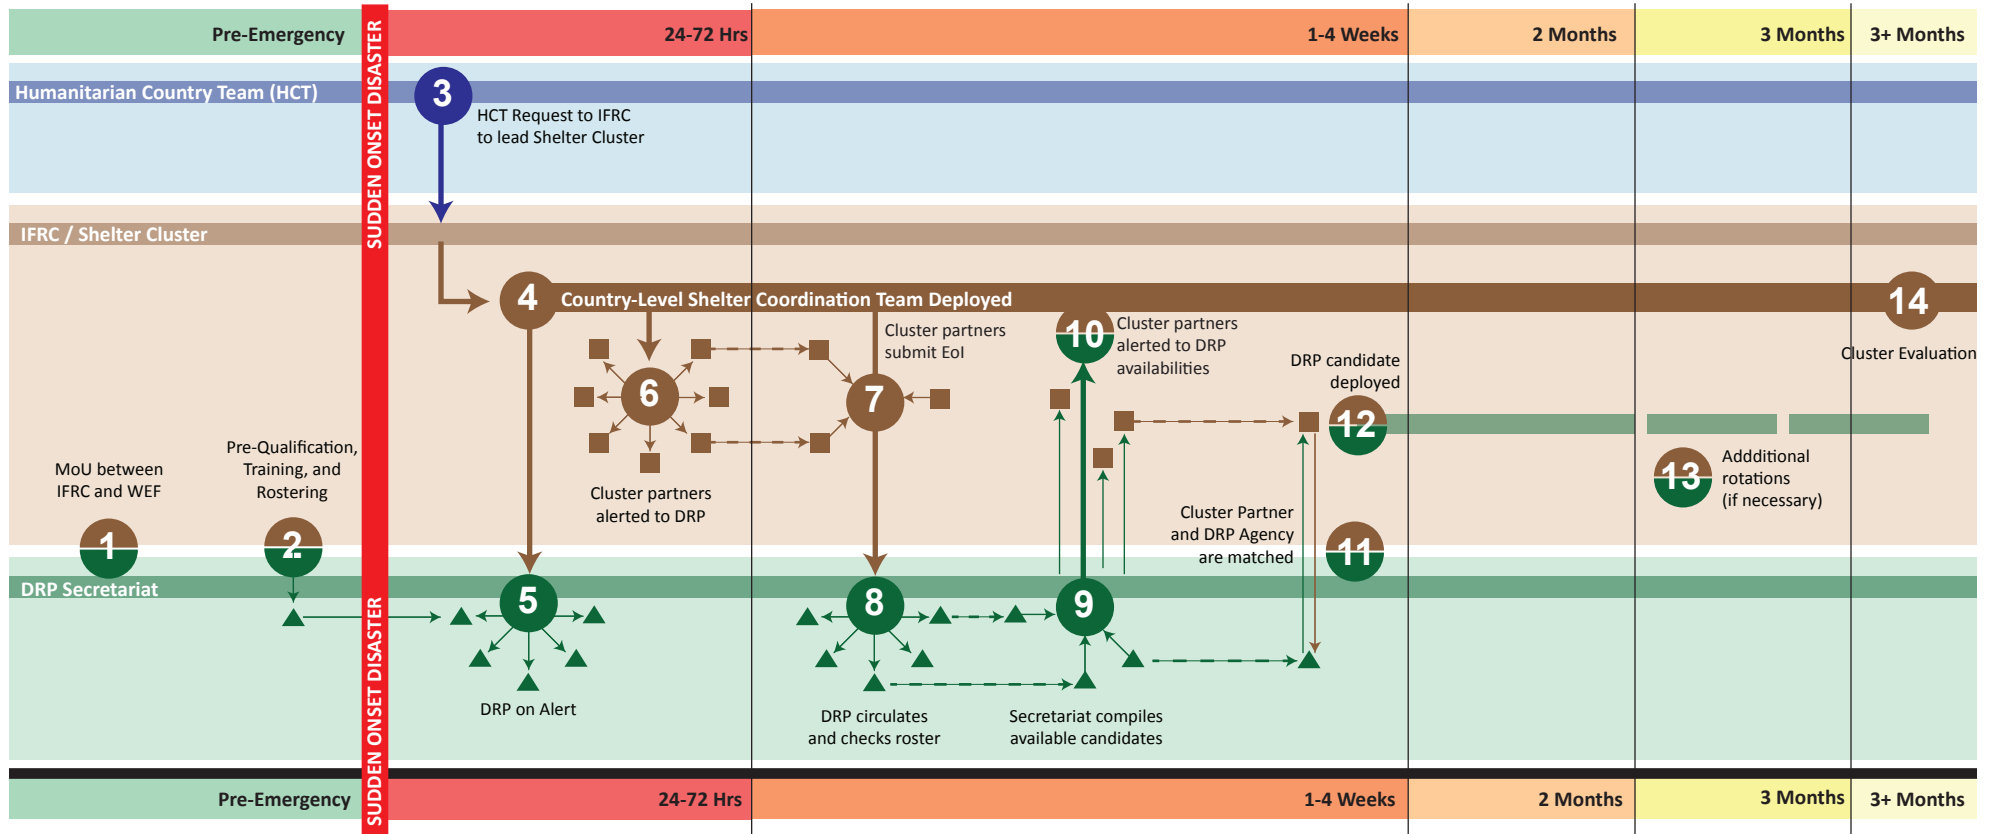 Pre-Emergency
24-72 Hrs
1-4 Weeks
2 Months
3 Months
3+ Months
SUDDEN ONSET DISASTER
Humanitarian Country Team (HCT)
3
HCT Request to IFRC
to lead Shelter Cluster
IFRC / Shelter Cluster
4
Country-Level Shelter Coordination Team Deployed
14
Cluster Evaluation
6
Cluster partners
alerted to DRP
7
Cluster partners
submit EoI
10
Cluster partners
alerted to DRP
availabilities
DRP candidate
deployed
12
13
Addditional
rotations
(if necessary)
MoU between
IFRC and WEF
1
Pre-Qualification,
Training, and
Rostering
2
Cluster Partner
and DRP Agency
are matched
11
DRP Secretariat
5
DRP on Alert
8
DRP circulates
and checks roster
9
Secretariat compiles
available candidates
SUDDEN ONSET DISASTER
Pre-Emergency
24-72 Hrs
1-4 Weeks
2 Months
3 Months
3+ Months